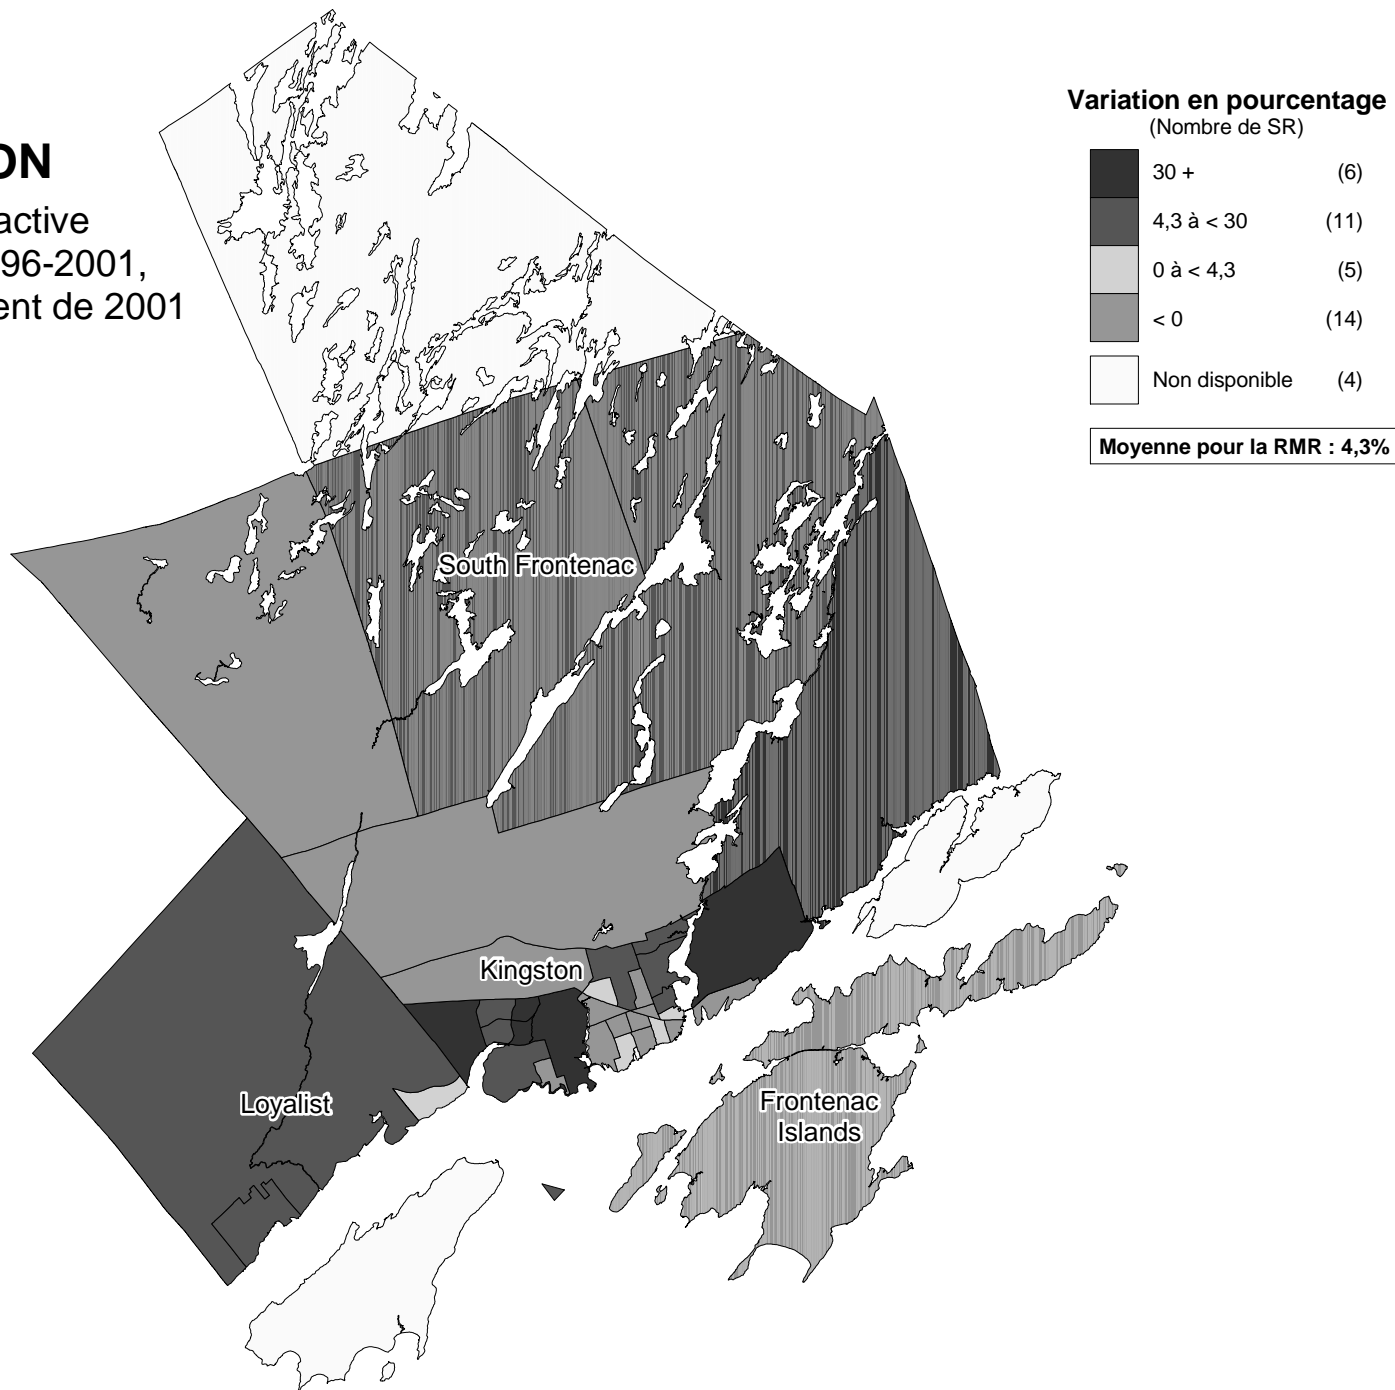 ON
active
96-2001,
ent de 2001
Variation en pourcentage
(Nombre de SR)
30 + (6)
4,3 à < 30 (11)
0 à < 4,3 (5)
< 0 (14)
Non disponible (4)
Moyenne pour la RMR : 4,3%
South Frontenac
Kingston
Loyalist
Frontenac
Islands